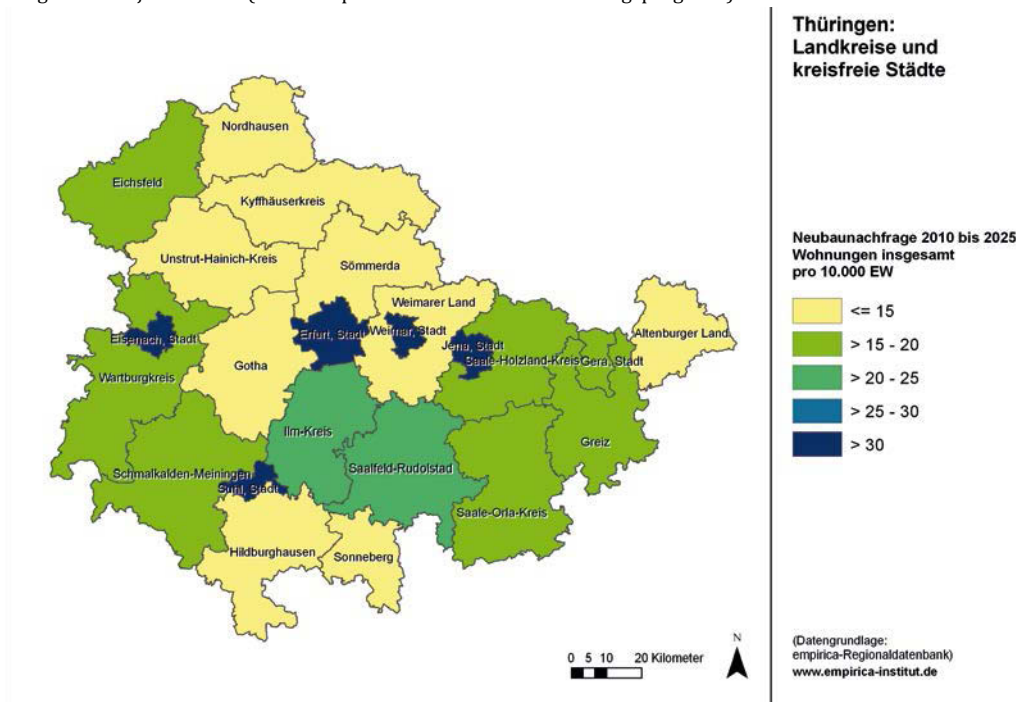 Thüringen:
Landkreise und
kreisfreie Städte
Nordhausen
Eichsfeld
Kyffhäuserkreis
Unstrut-Hainich-Kreis
Sömmerda
Weimarer Land
Altenburger Land
Eisenach, Stadt
Erfurt, Stadt
Weimar, Stadt
Jena, Stadt
Saale-Holzland-Kreis
Gera, Stadt
Wartburgkreis
Gotha
Ilm-Kreis
Greiz
Saalfeld-Rudolstad
Schmalkalden-Meiningen
Suhl, Stadt
Saale-Orla-Kreis
Hildburghausen
Sonneberg
Neubaunachfrage 2010 bis 2025
Wohnungen insgesamt
pro 10.000 EW
<= 15
> 15 - 20
> 20 - 25
> 25 - 30
> 30
N
0 5 10 20 Kilometer
(Datengrundlage:
empirica-Regionaldatenbank)
www.empirica-institut.de